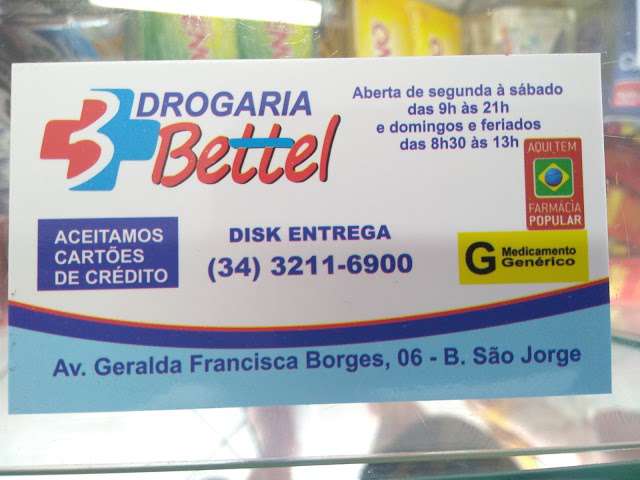 DROGARIA
Bettel
Aberta de segunda à sábado
das 9h às 21h
e domingos e feriados
das 8h30 às 13h
AQUI TEM
FARMÁCIA
POPULAR
ACEITAMOS
CARTÕES
DE CRÉDITO
DISK ENTREGA
(34) 3211-6900
G Medicamento
Genérico
Av. Geralda Francisca Borges, 06 - B. São Jorge